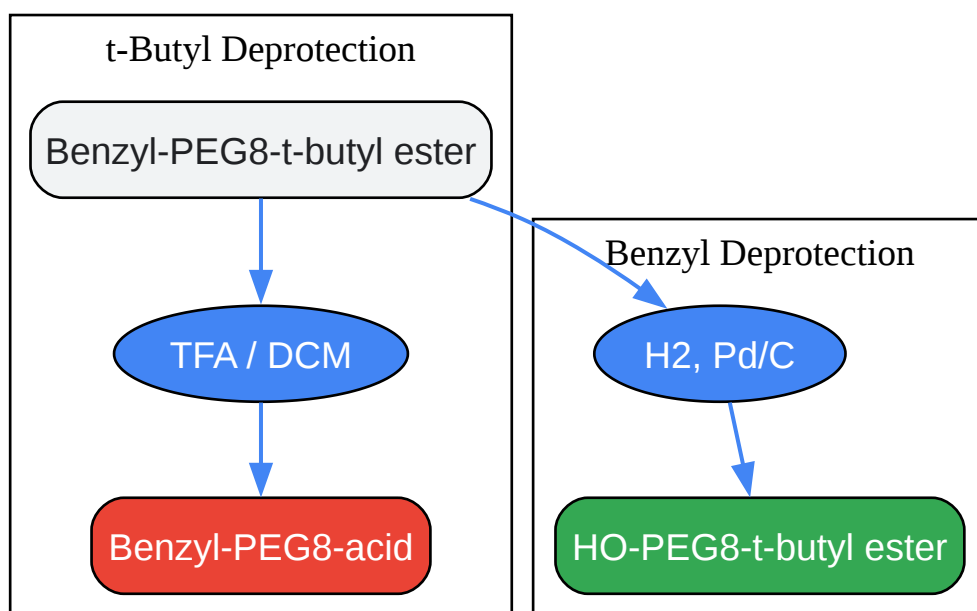 t-Butyl Deprotection
Benzyl-PEG8-t-butyl ester
Benzyl Deprotection
TFA / DCM
H2, Pd/C
Benzyl-PEG8-acid
HO-PEG8-t-butyl ester